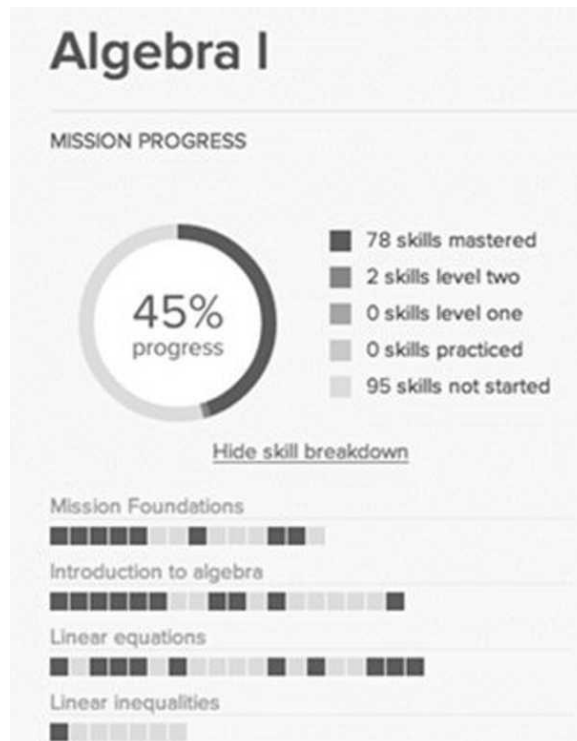 Algebra I
MISSION PROGRESS
45%
progress
78 skills mastered
2 skills level two
0 skills level one
0 skills practiced
95 skills not started
Hide skill breakdown
Mission Foundations
Introduction to algebra
Linear equations
Linear inequalities